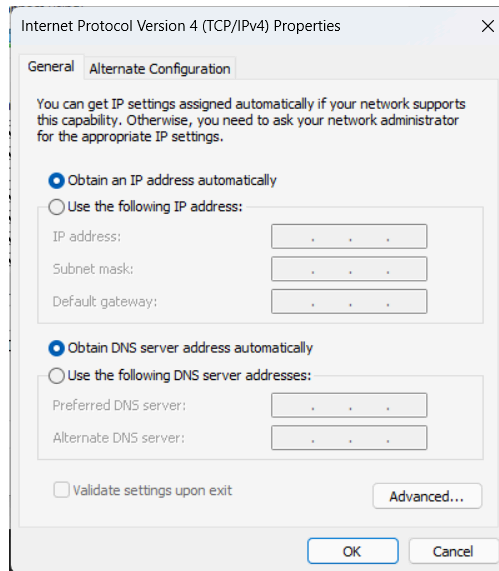 Internet Protocol Version 4 (TCP/IPv4) Properties
General
Alternate Configuration
You can get IP settings assigned automatically if your network supports
this capability. Otherwise, you need to ask your network administrator
for the appropriate IP settings.
Obtain an IP address automatically
Use the following IP address:
IP address:
Subnet mask:
Default gateway:
Obtain DNS server address automatically
Use the following DNS server addresses:
Preferred DNS server:
Alternate DNS server:
Validate settings upon exit
Advanced...
OK
Cancel